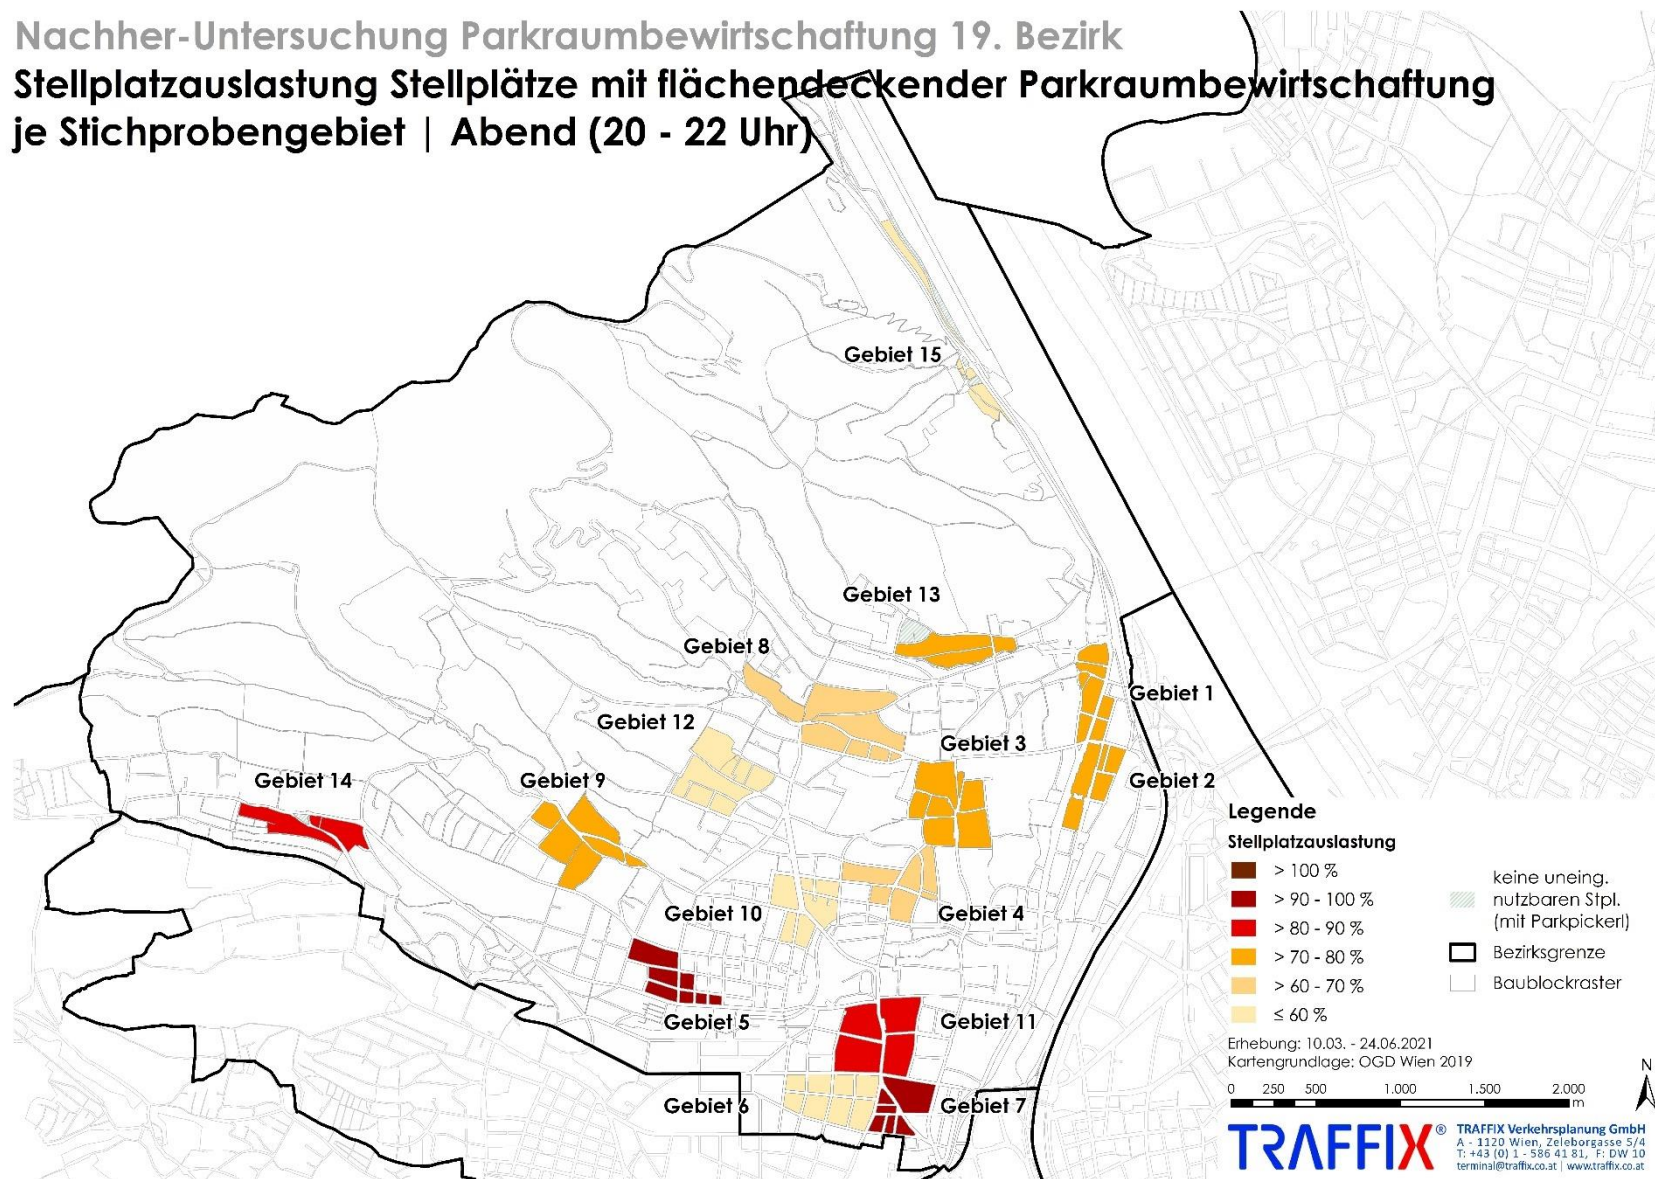 Nachher-Untersuchung Parkraumbewirtschaftung 19. Bezirk
Stellplatzauslastung Stellplätze mit flächendeckender Parkraumbewirtschaftung
je Stichprobengebiet | Abend (20 - 22 Uhr)
Gebiet 15
Gebiet 13
Gebiet 8
Gebiet 1
Gebiet 12
Gebiet 3
Gebiet 14
Gebiet 9
Gebiet 2
Gebiet 10
Gebiet 4
Gebiet 5
Gebiet 11
Gebiet 6
Gebiet 7
Legende
Stellplatzauslastung
> 100 %
> 90 - 100 %
> 80 - 90 %
> 70 - 80 %
> 60 - 70 %
≤ 60 %
keine uneing.
nutzbaren Stpl.
(mit Parkpickerl)
Bezirksgrenze
Baublockraster
Erhebung: 10.03. - 24.06.2021
Kartengrundlage: OGD Wien 2019
0 250 500 1.000 1.500 2.000
m
N
TRAFFIX®
TRAFFIX Verkehrsplanung GmbH
A - 1120 Wien, Zeleborgasse 5/4
T: +43 (0) 1 - 586 41 81, F: DW 10
terminal@traffix.co.at | www.traffix.co.at